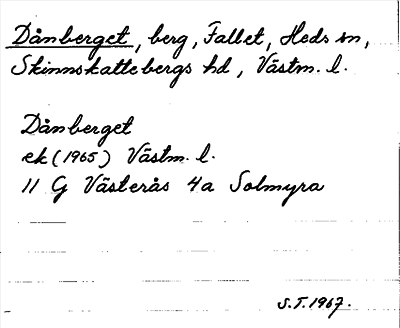 Dånberget, berg, Fallet, Heds sn,
Skinnskattebergs hd, Västm. l.
Dånberget
ek (1965) Västm. l.
11 G Västerås 4a Solmyra
S.T. 1967.